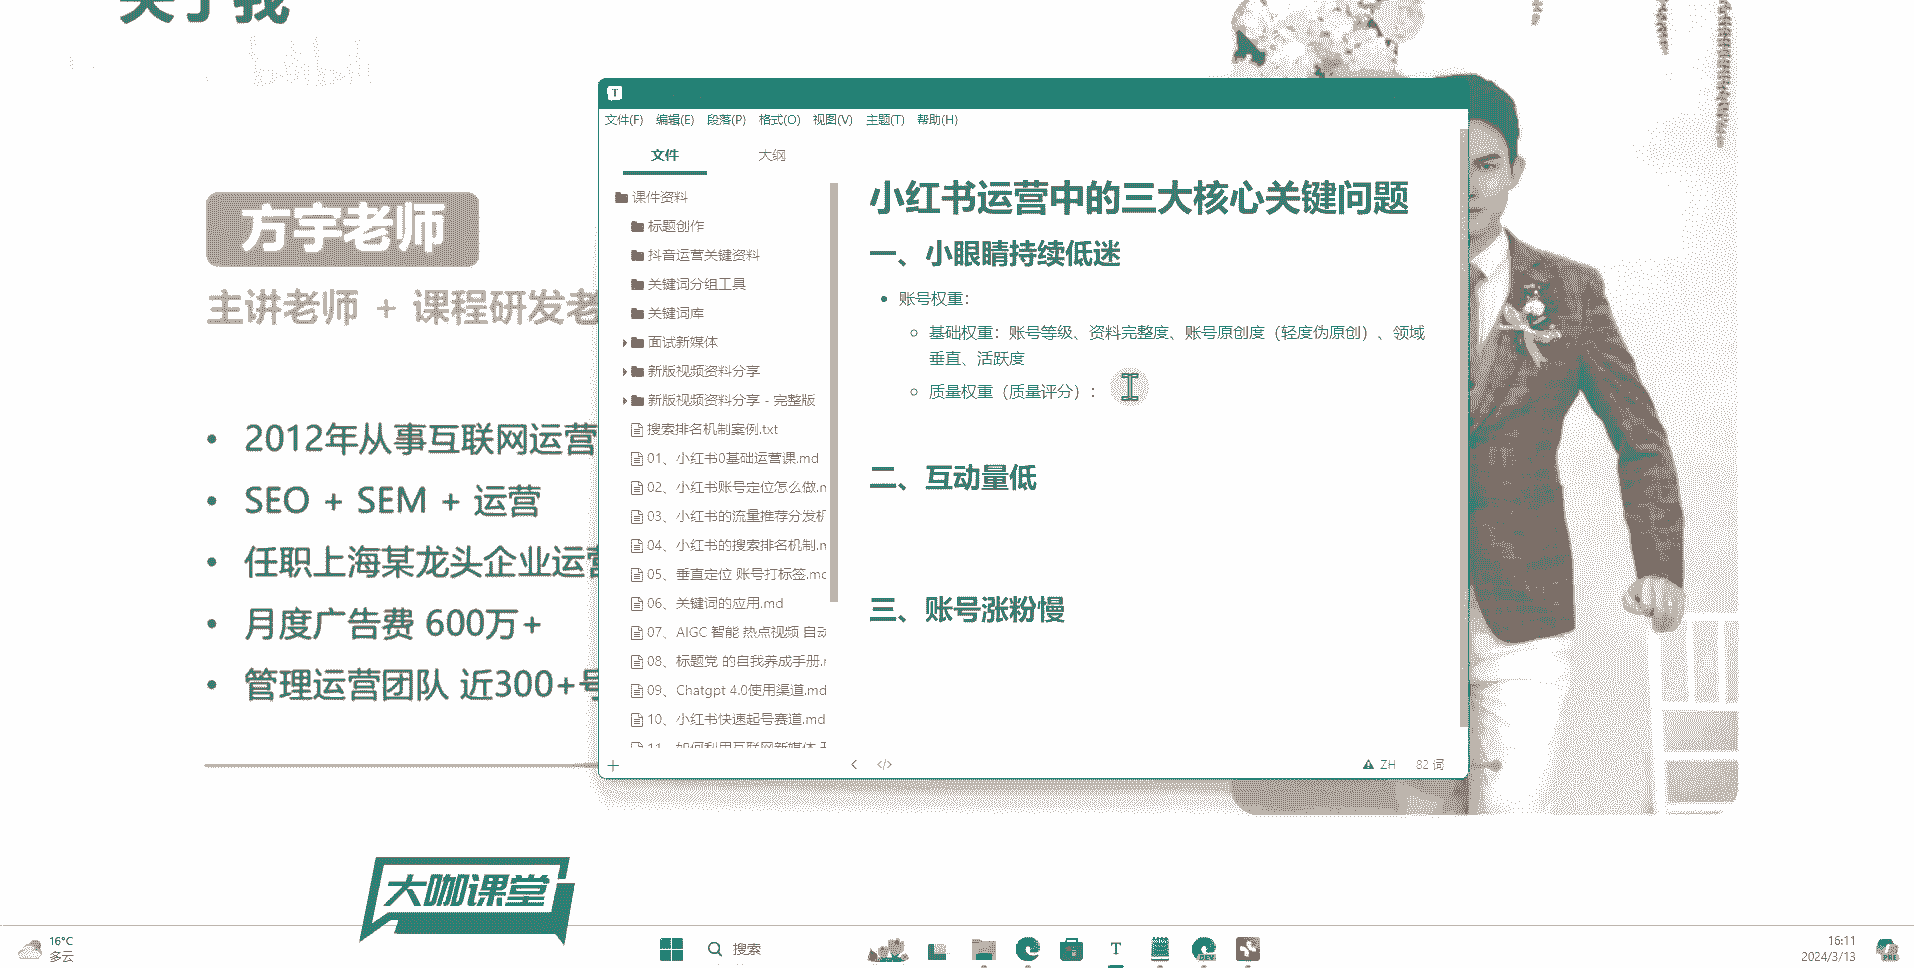 关于我
方宇老师
主讲老师 + 课程研发老
2012年从事互联网运营
SEO + SEM + 运营
任职上海某龙头企业运营
月度广告费 600万+
管理运营团队 近300+号
T
文件(F) 编辑(E) 段落(P) 格式(O) 视图(V) 主题(T) 帮助(H)
文件 大纲
课件资料
标题创作
抖音运营关键资料
关键词分组工具
关键词库
面试新媒体
新版视频资料分享
新版视频资料分享 - 完整版
搜索排名机制案例.txt
01、小红书0基础运营课.md
02、小红书账号定位怎么做.m
03、小红书的流量推荐分发机
04、小红书的搜索排名机制.m
05、垂直定位 账号打标签.mc
06、关键词的应用.md
07、AIGC 智能 热点视频 自动
08、标题党 的自我养成手册.r
09、Chatgpt 4.0使用渠道.md
10、小红书快速起号赛道.md
11、如何利用互联网新媒体
小红书运营中的三大核心关键问题
一、小眼睛持续低迷
账号权重：
基础权重：账号等级、资料完整度、账号原创度（轻度伪原创）、领域
垂直、活跃度
质量权重（质量评分）：
二、互动量低
三、账号涨粉慢
ZH 82 词
大咖课堂
16°C
多云
搜索
T
DEV
16:11
2024/3/13
PRE